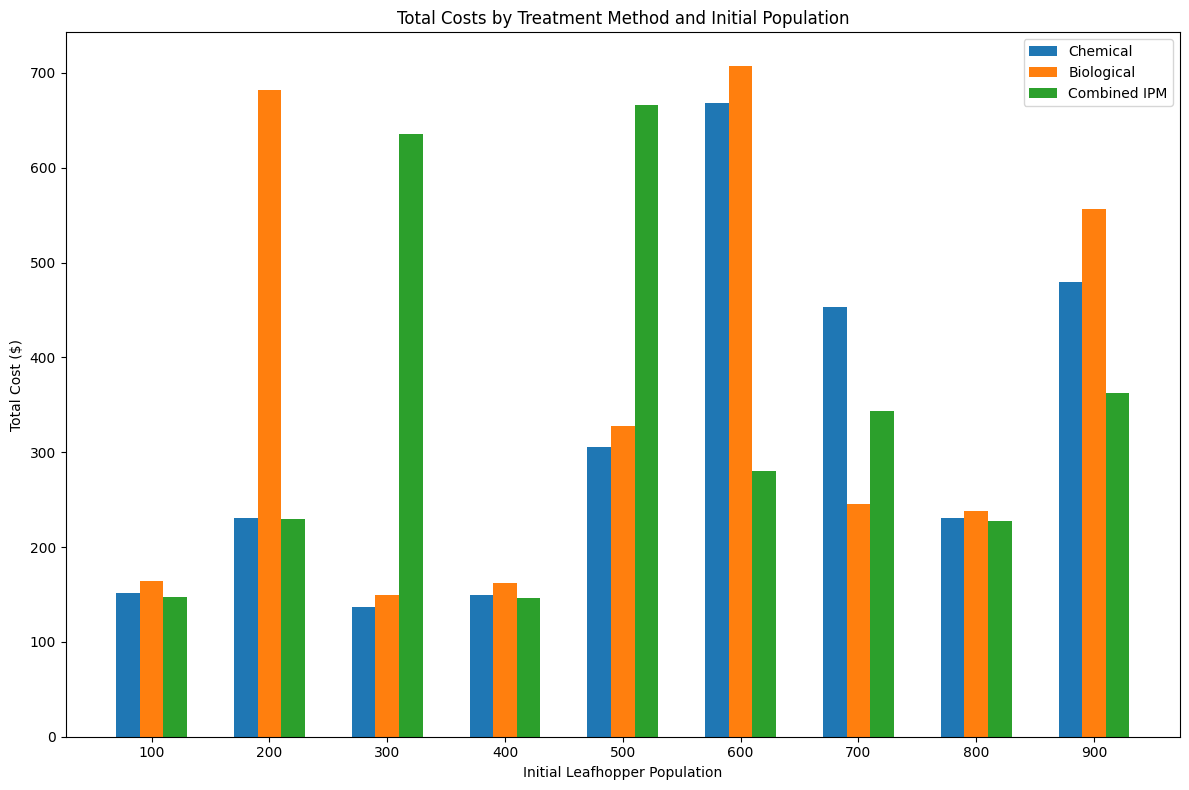 Total Costs by Treatment Method and Initial Population
Chemical
Biological
Combined IPM
Total Cost ($)
700
600
500
400
300
200
100
0
100 200 300 400 500 600 700 800 900
Initial Leafhopper Population